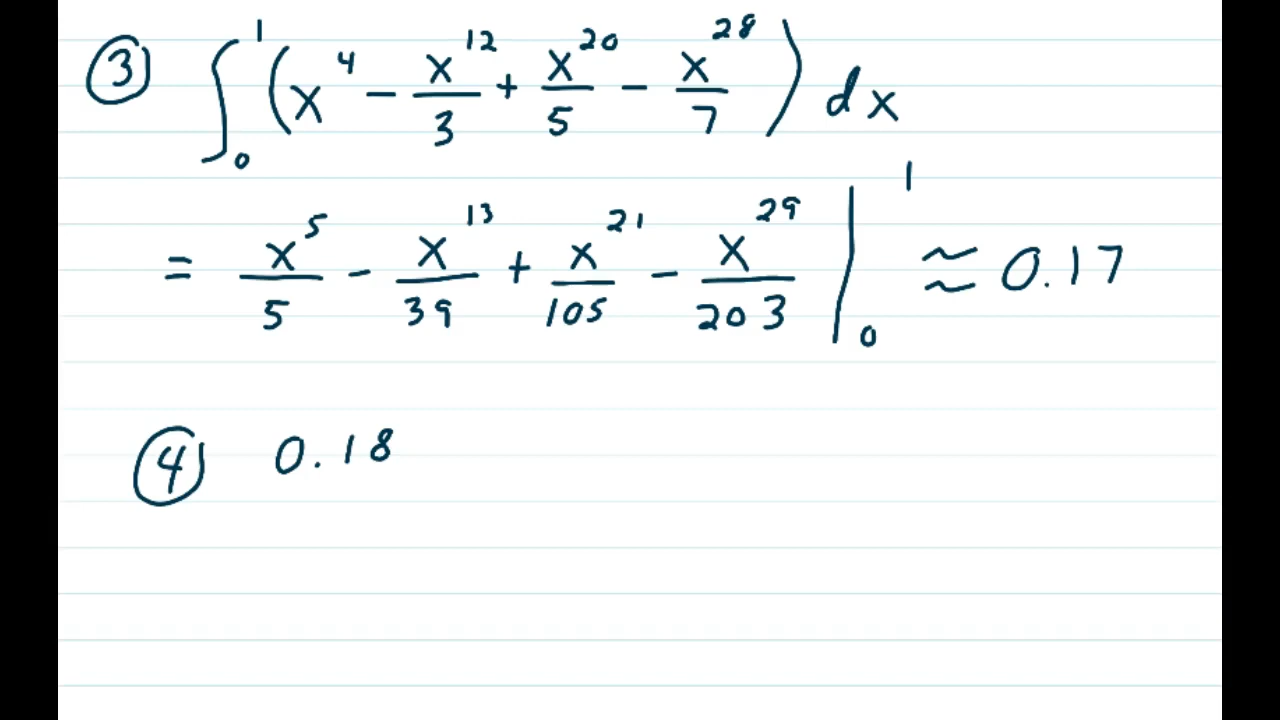 ③ ∫₀¹ (x⁴ − x¹²/3 + x²⁰/5 − x²⁸/7) dx
= x⁵/5 − x¹³/39 + x²¹/105 − x²⁹/203 |₀¹ ≈ 0.17
④ 0.18